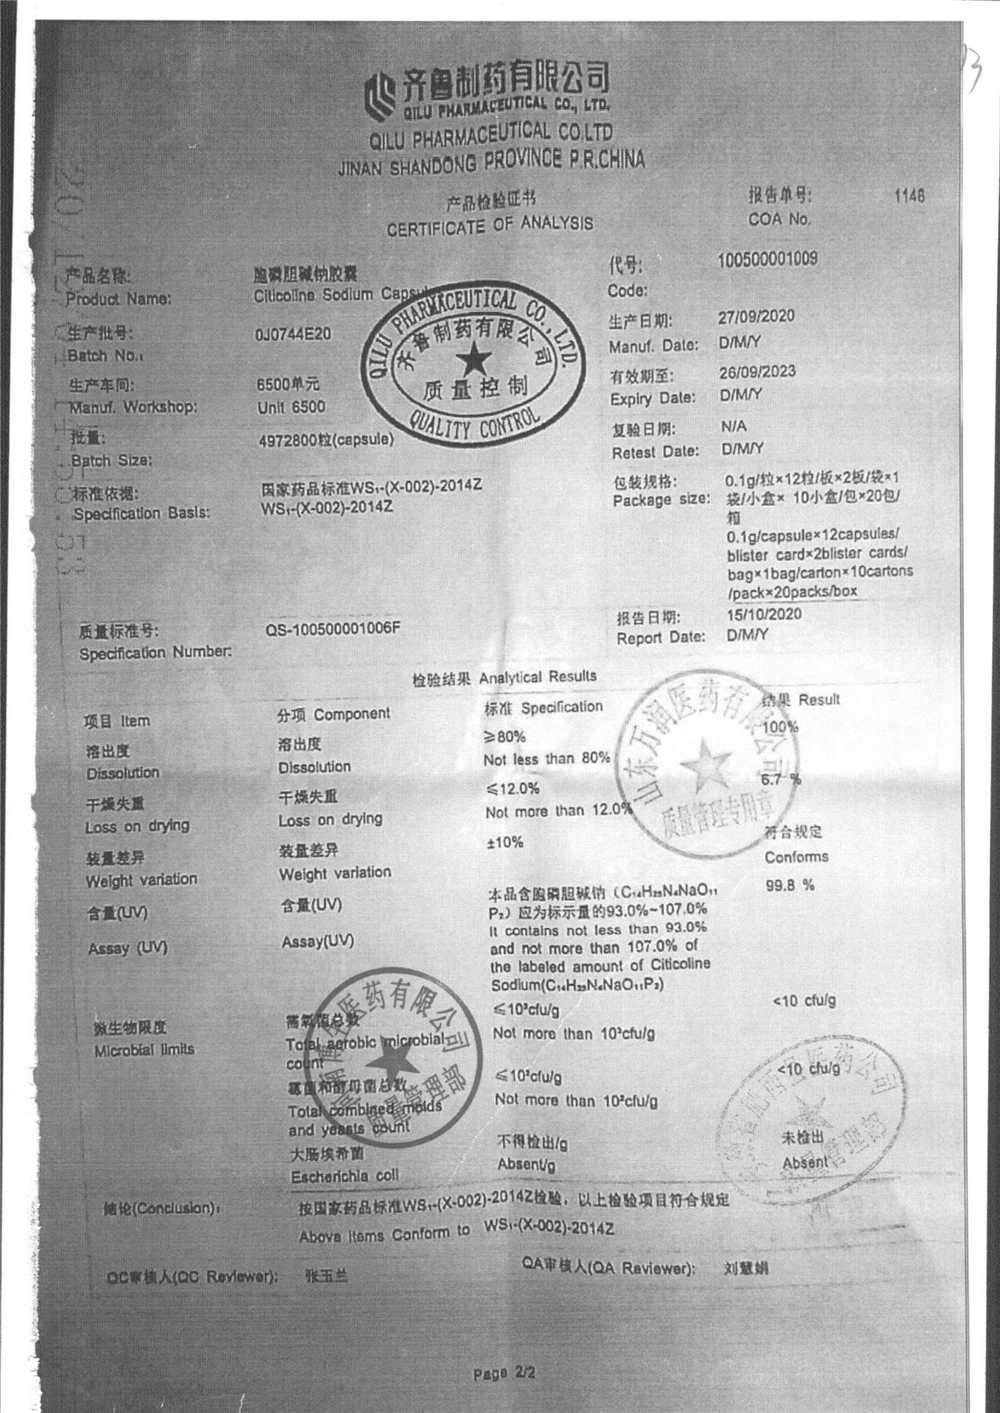 齐鲁制药有限公司
QILU PHARMACEUTICAL CO., LTD.
QILU PHARMACEUTICAL CO.LTD
JINAN SHANDONG PROVINCE P.R.CHINA
产品检验证书
CERTIFICATE OF ANALYSIS
报告单号: 1146
COA No.
产品名称: 胞磷胆碱钠胶囊
Product Name: Citicoline Sodium Capsule
代号: 100500001009
Code:
生产批号: 0J0744E20
Batch No.:
生产日期: 27/09/2020
Manuf. Date: D/M/Y
生产车间: 6500单元
Manuf. Workshop: Unit 6500
有效期至: 26/09/2023
Expiry Date: D/M/Y
批量: 4972800粒(capsule)
Batch Size:
复验日期: N/A
Retest Date: D/M/Y
标准依据: 国家药品标准WS₁-(X-002)-2014Z
Specification Basis: WS₁-(X-002)-2014Z
包装规格: 0.1g/粒×12粒/板×2板/袋×1
Package size: 袋/小盒× 10小盒/包×20包/
箱
0.1g/capsule×12capsules/
blister card×2blister cards/
bag×1bag/carton×10cartons
/pack×20packs/box
质量标准号: QS-100500001006F
Specification Number:
报告日期: 15/10/2020
Report Date: D/M/Y
QILU PHARMACEUTICAL CO., LTD.
齐鲁制药有限公司
质量控制
QUALITY CONTROL
检验结果 Analytical Results
项目 Item 分项 Component 标准 Specification 结果 Result
溶出度 溶出度 ≥80% 100%
Dissolution Dissolution Not less than 80%
干燥失重 干燥失重 ≤12.0% 6.7 %
Loss on drying Loss on drying Not more than 12.0%
装量差异 装量差异 ±10% 符合规定
Weight variation Weight variation Conforms
含量(UV) 含量(UV) 本品含胞磷胆碱钠（C₁₄H₂₅N₄NaO₁₁ 99.8 %
P₂）应为标示量的93.0%~107.0%
Assay (UV) Assay(UV) It contains not less than 93.0%
and not more than 107.0% of
the labeled amount of Citicoline
Sodium(C₁₄H₂₅N₄NaO₁₁P₂)
山东万润医药有限公司
质量管理专用章
微生物限度 需氧菌总数 ≤10³cfu/g <10 cfu/g
Microbial limits Total aerobic microbial Not more than 10³cfu/g
count
霉菌和酵母菌总数 ≤10²cfu/g <10 cfu/g
Total combined molds Not more than 10²cfu/g
and yeasts count
大肠埃希菌 不得检出/g 未检出
Escherichia coli Absent/g Absent
医药有限公司
质量管理部
结论(Conclusion): 按国家药品标准WS₁-(X-002)-2014Z检验，以上检验项目符合规定
Above Items Conform to WS₁-(X-002)-2014Z
QC审核人(QC Reviewer): 张玉兰 QA审核人(QA Reviewer): 刘慧娟
Page 2/2